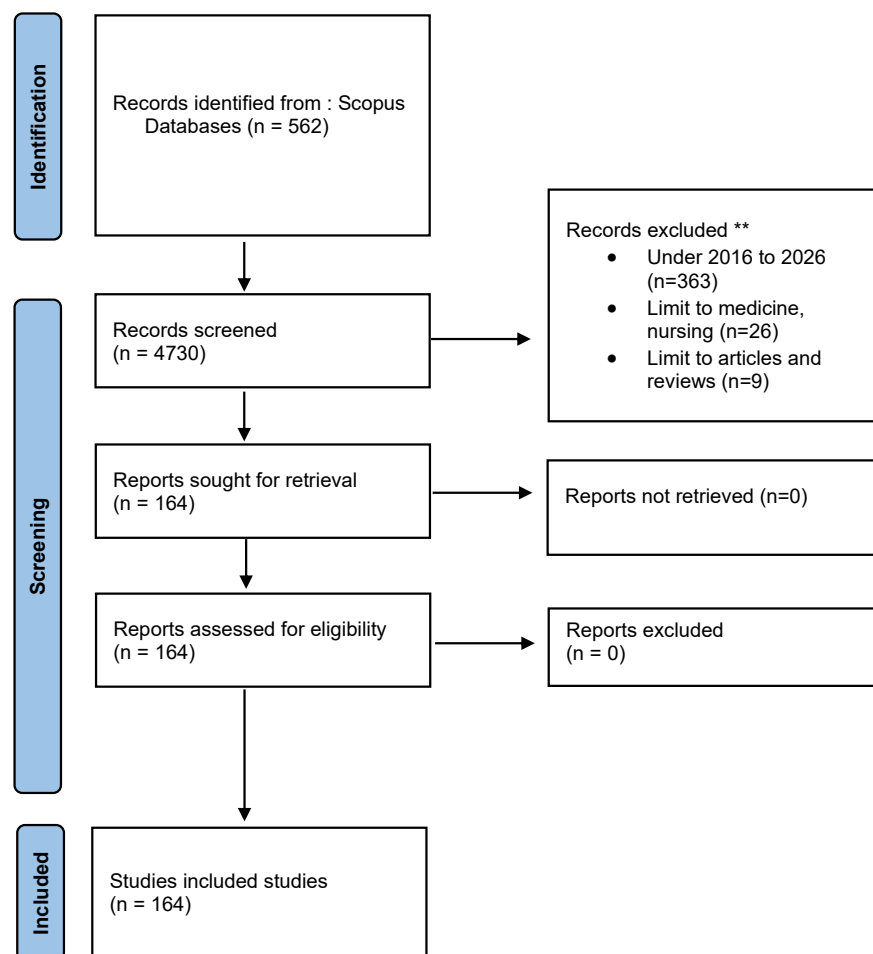 Identification
Records identified from : Scopus
Databases (n = 562)
Records excluded **
• Under 2016 to 2026
(n=363)
• Limit to medicine,
nursing (n=26)
• Limit to articles and
reviews (n=9)
Screening
Records screened
(n = 4730)
Reports sought for retrieval
(n = 164)
Reports not retrieved (n=0)
Reports assessed for eligibility
(n = 164)
Reports excluded
(n = 0)
Included
Studies included studies
(n = 164)